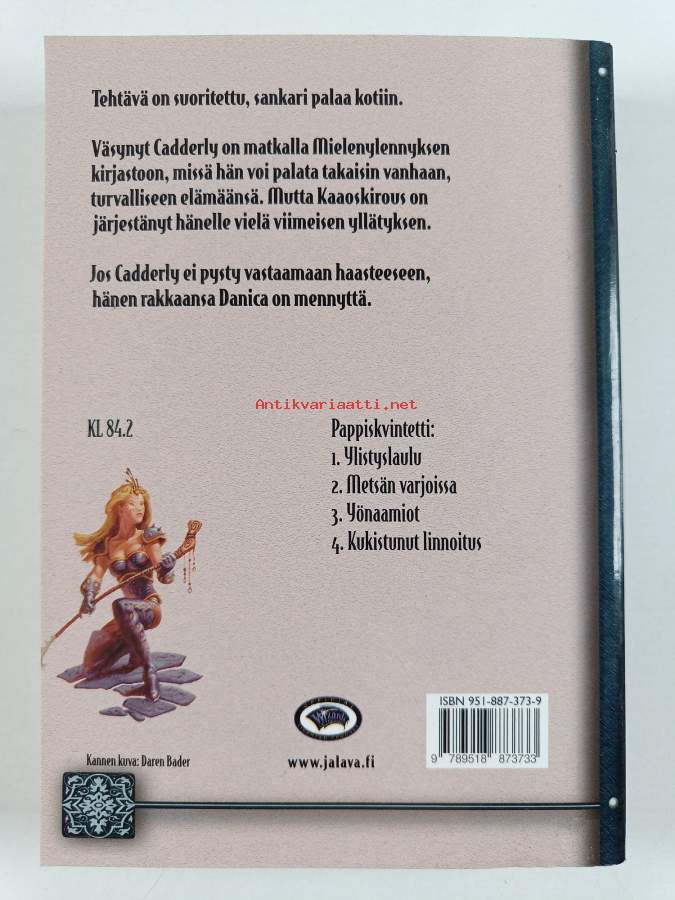 Tehtävä on suoritettu, sankari palaa kotiin.
Väsynyt Cadderly on matkalla Mielenylennyksen
kirjastoon, missä hän voi palata takaisin vanhaan,
turvalliseen elämäänsä. Mutta Kaaoskirous on
järjestänyt hänelle vielä viimeisen yllätyksen.
Jos Cadderly ei pysty vastaamaan haasteeseen,
hänen rakkaansa Danica on mennyttä.
Antikvariaatti.net
KL 84.2
Pappiskvintetti:
1. Ylistyslaulu
2. Metsän varjoissa
3. Yönaamiot
4. Kukistunut linnoitus
ISBN 951-887-373-9
9 789518 873733
www.jalava.fi
Kannen kuva: Daren Bader